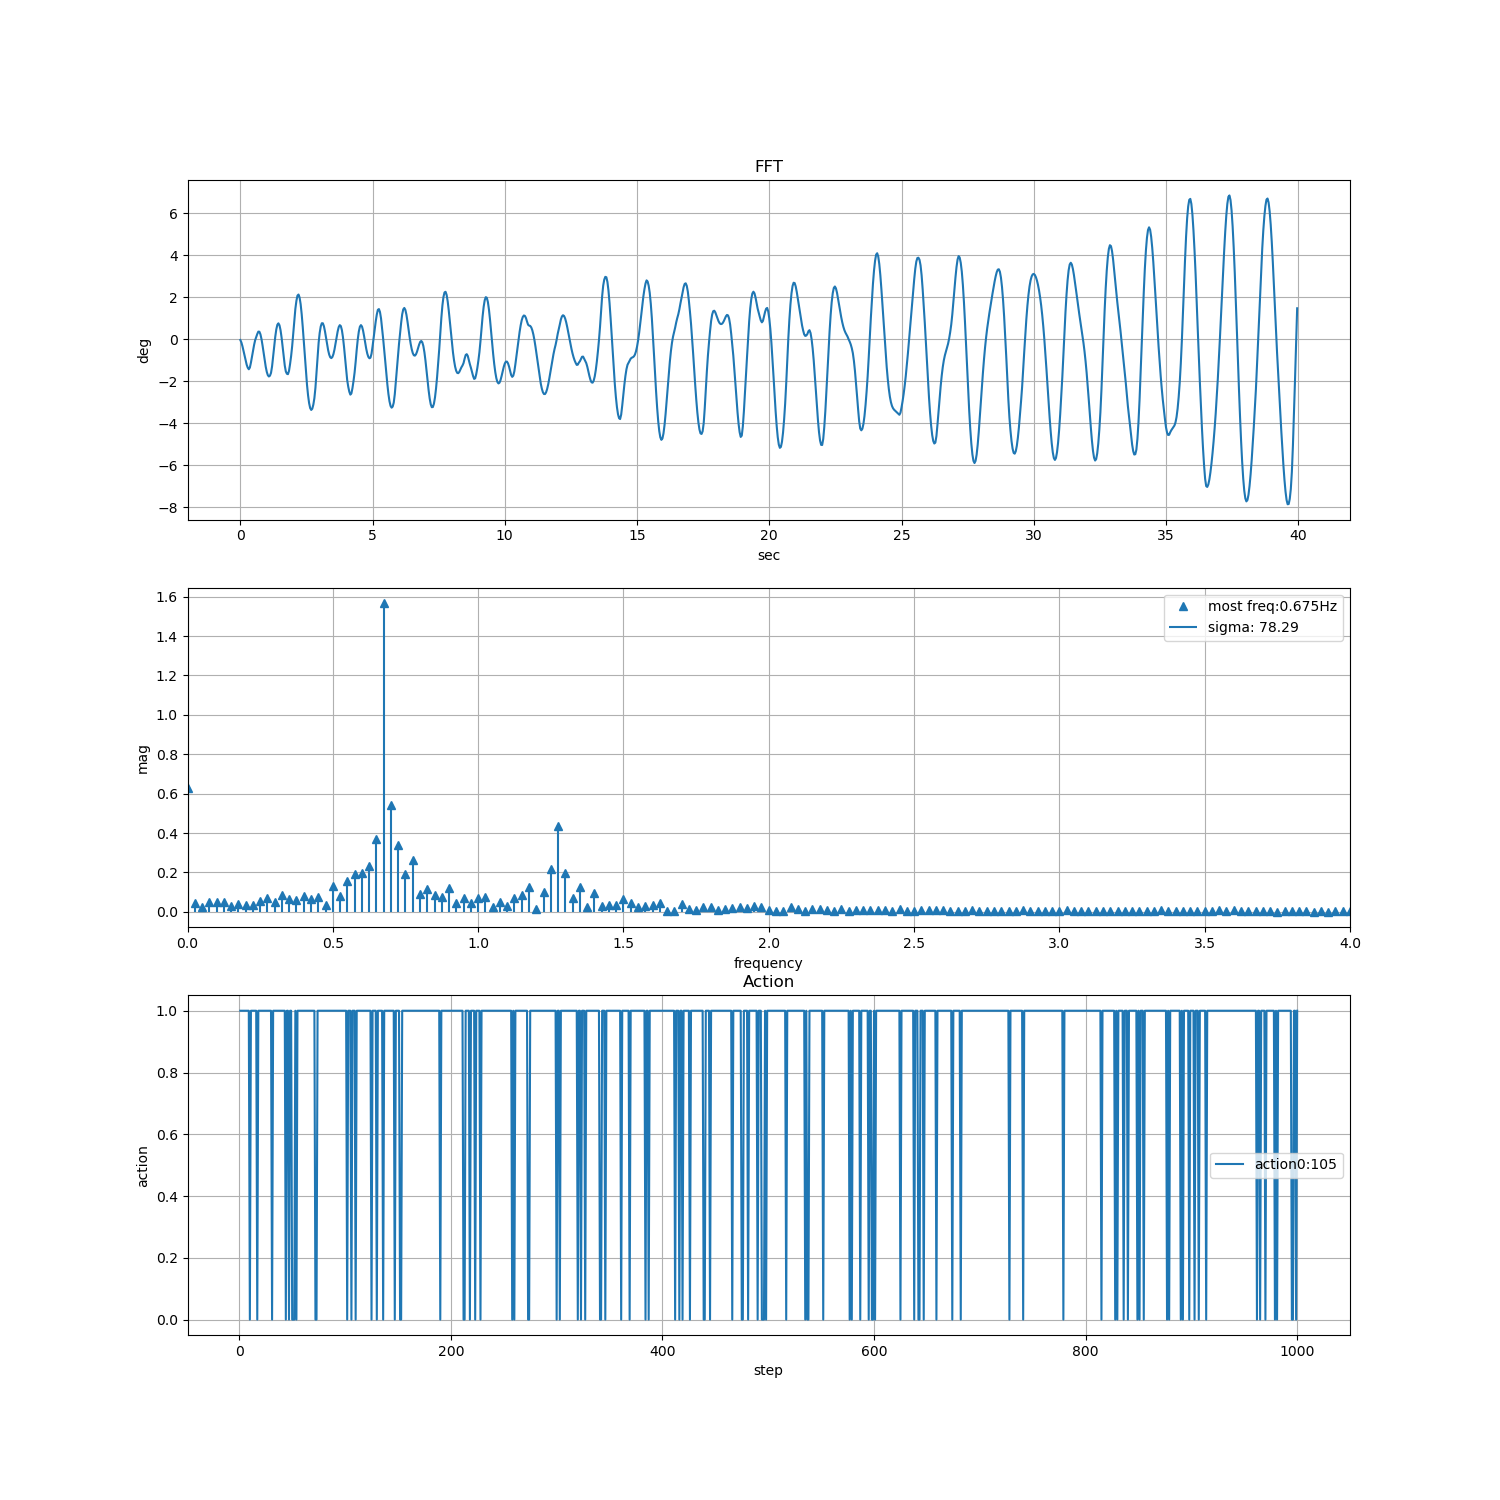 FFT
6
4
2
0
−2
−4
−6
−8
deg
0 5 10 15 20 25 30 35 40
sec
1.6
1.4
1.2
1.0
0.8
0.6
0.4
0.2
0.0
mag
most freq:0.675Hz
sigma: 78.29
0.0 0.5 1.0 1.5 2.0 2.5 3.0 3.5 4.0
frequency
Action
1.0
0.8
0.6
0.4
0.2
0.0
action
action0:105
0 200 400 600 800 1000
step